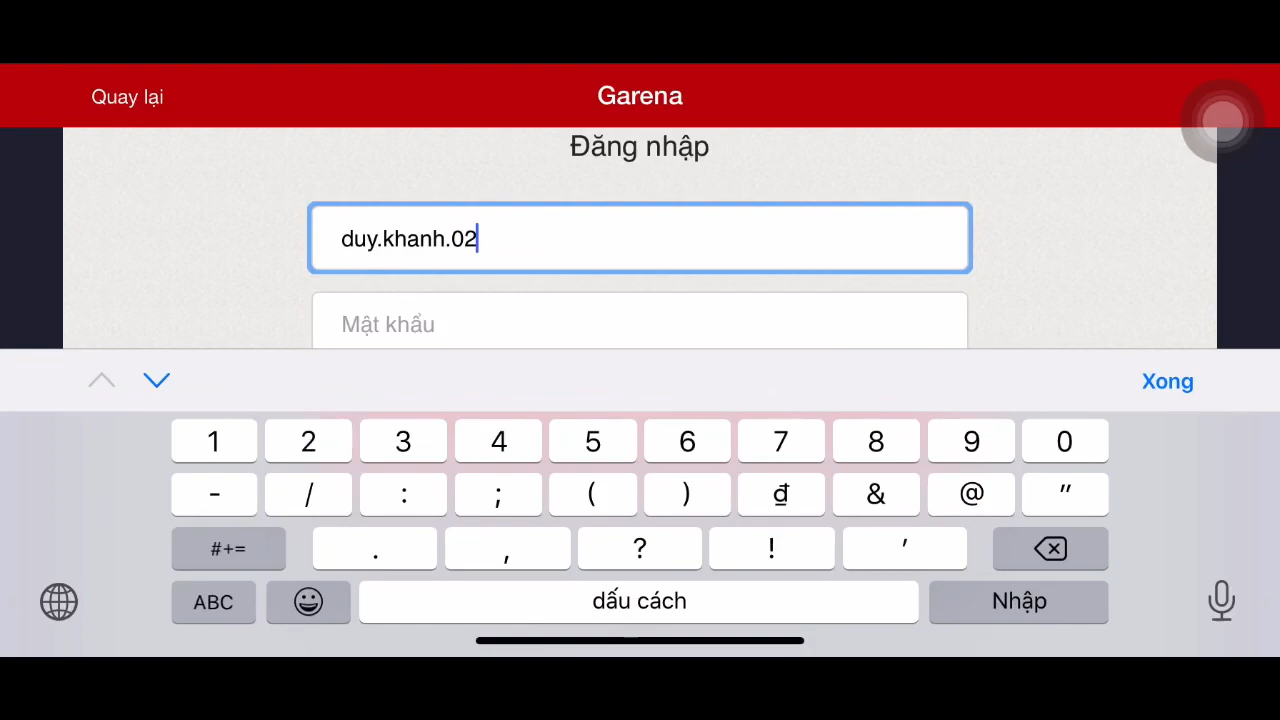 Quay lại
Garena
Đăng nhập
duy.khanh.02
Mật khẩu
Xong
1 2 3 4 5 6 7 8 9 0
- / : ; ( ) ₫ & @ "
#+= . , ? ! '
ABC dấu cách Nhập